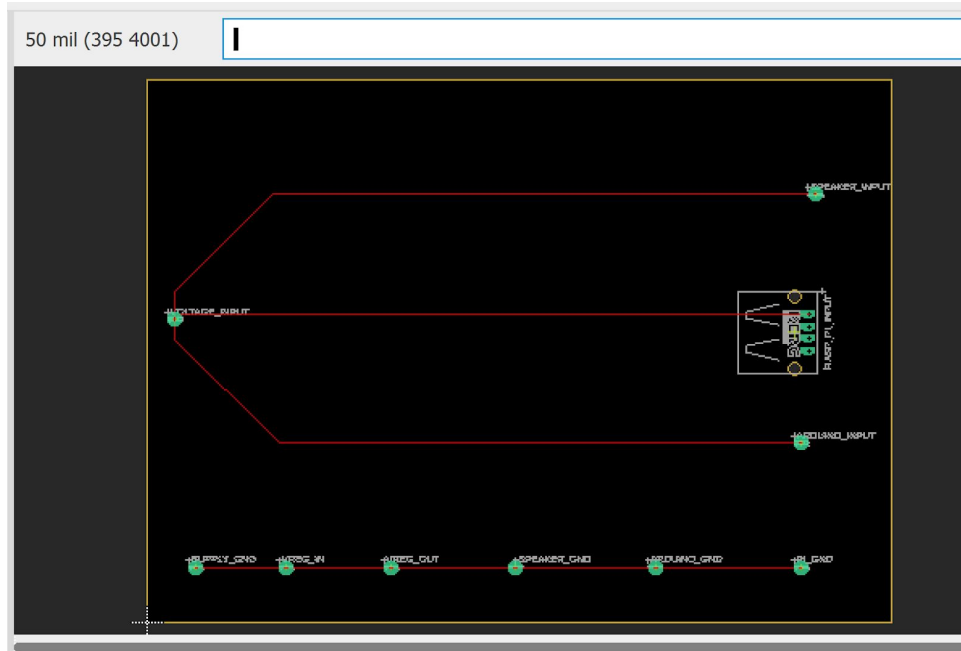 50 mil (395 4001)
SPEAKER_INPUT
VOLTAGE_INPUT
RASP_PI_INPUT
ARDUINO_INPUT
SUPPLY_GND VREG_IN VREG_OUT SPEAKER_GND ARDUINO_GND PI_GND